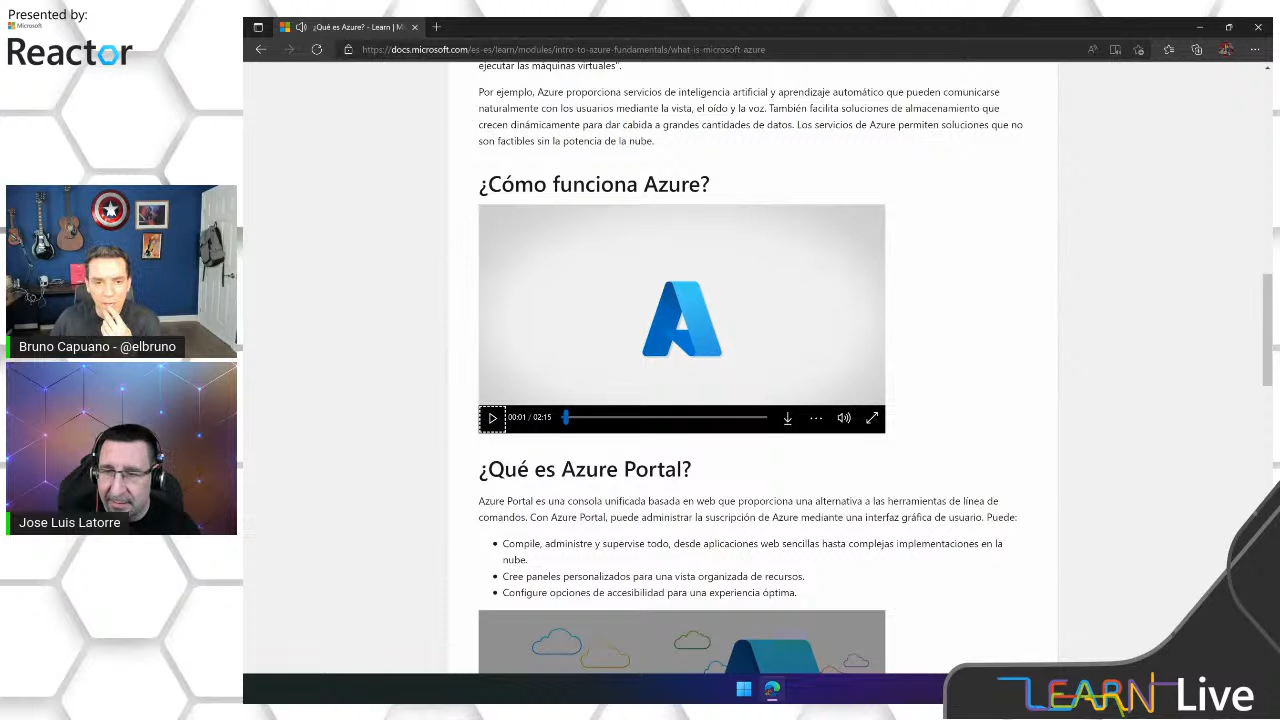 Presented by:
Microsoft
Reactor
Bruno Capuano - @elbruno
Jose Luis Latorre
¿Qué es Azure? - Learn | M
https://docs.microsoft.com/es-es/learn/modules/intro-to-azure-fundamentals/what-is-microsoft-azure
ejecutar las máquinas virtuales".
Por ejemplo, Azure proporciona servicios de inteligencia artificial y aprendizaje automático que pueden comunicarse
naturalmente con los usuarios mediante la vista, el oído y la voz. También facilita soluciones de almacenamiento que
crecen dinámicamente para dar cabida a grandes cantidades de datos. Los servicios de Azure permiten soluciones que no
son factibles sin la potencia de la nube.
¿Cómo funciona Azure?
00:01 / 02:15
¿Qué es Azure Portal?
Azure Portal es una consola unificada basada en web que proporciona una alternativa a las herramientas de línea de
comandos. Con Azure Portal, puede administrar la suscripción de Azure mediante una interfaz gráfica de usuario. Puede:
Compile, administre y supervise todo, desde aplicaciones web sencillas hasta complejas implementaciones en la
nube.
Cree paneles personalizados para una vista organizada de recursos.
Configure opciones de accesibilidad para una experiencia óptima.
LEARN Live